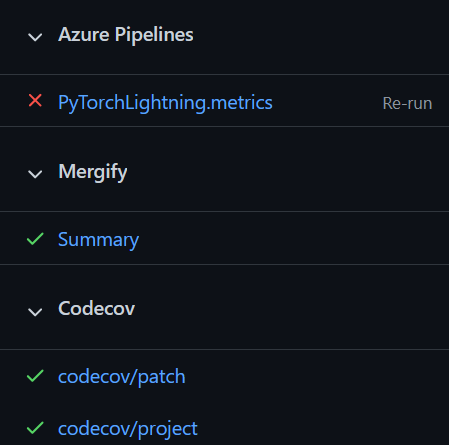 Azure Pipelines
PyTorchLightning.metrics Re-run
Mergify
Summary
Codecov
codecov/patch
codecov/project